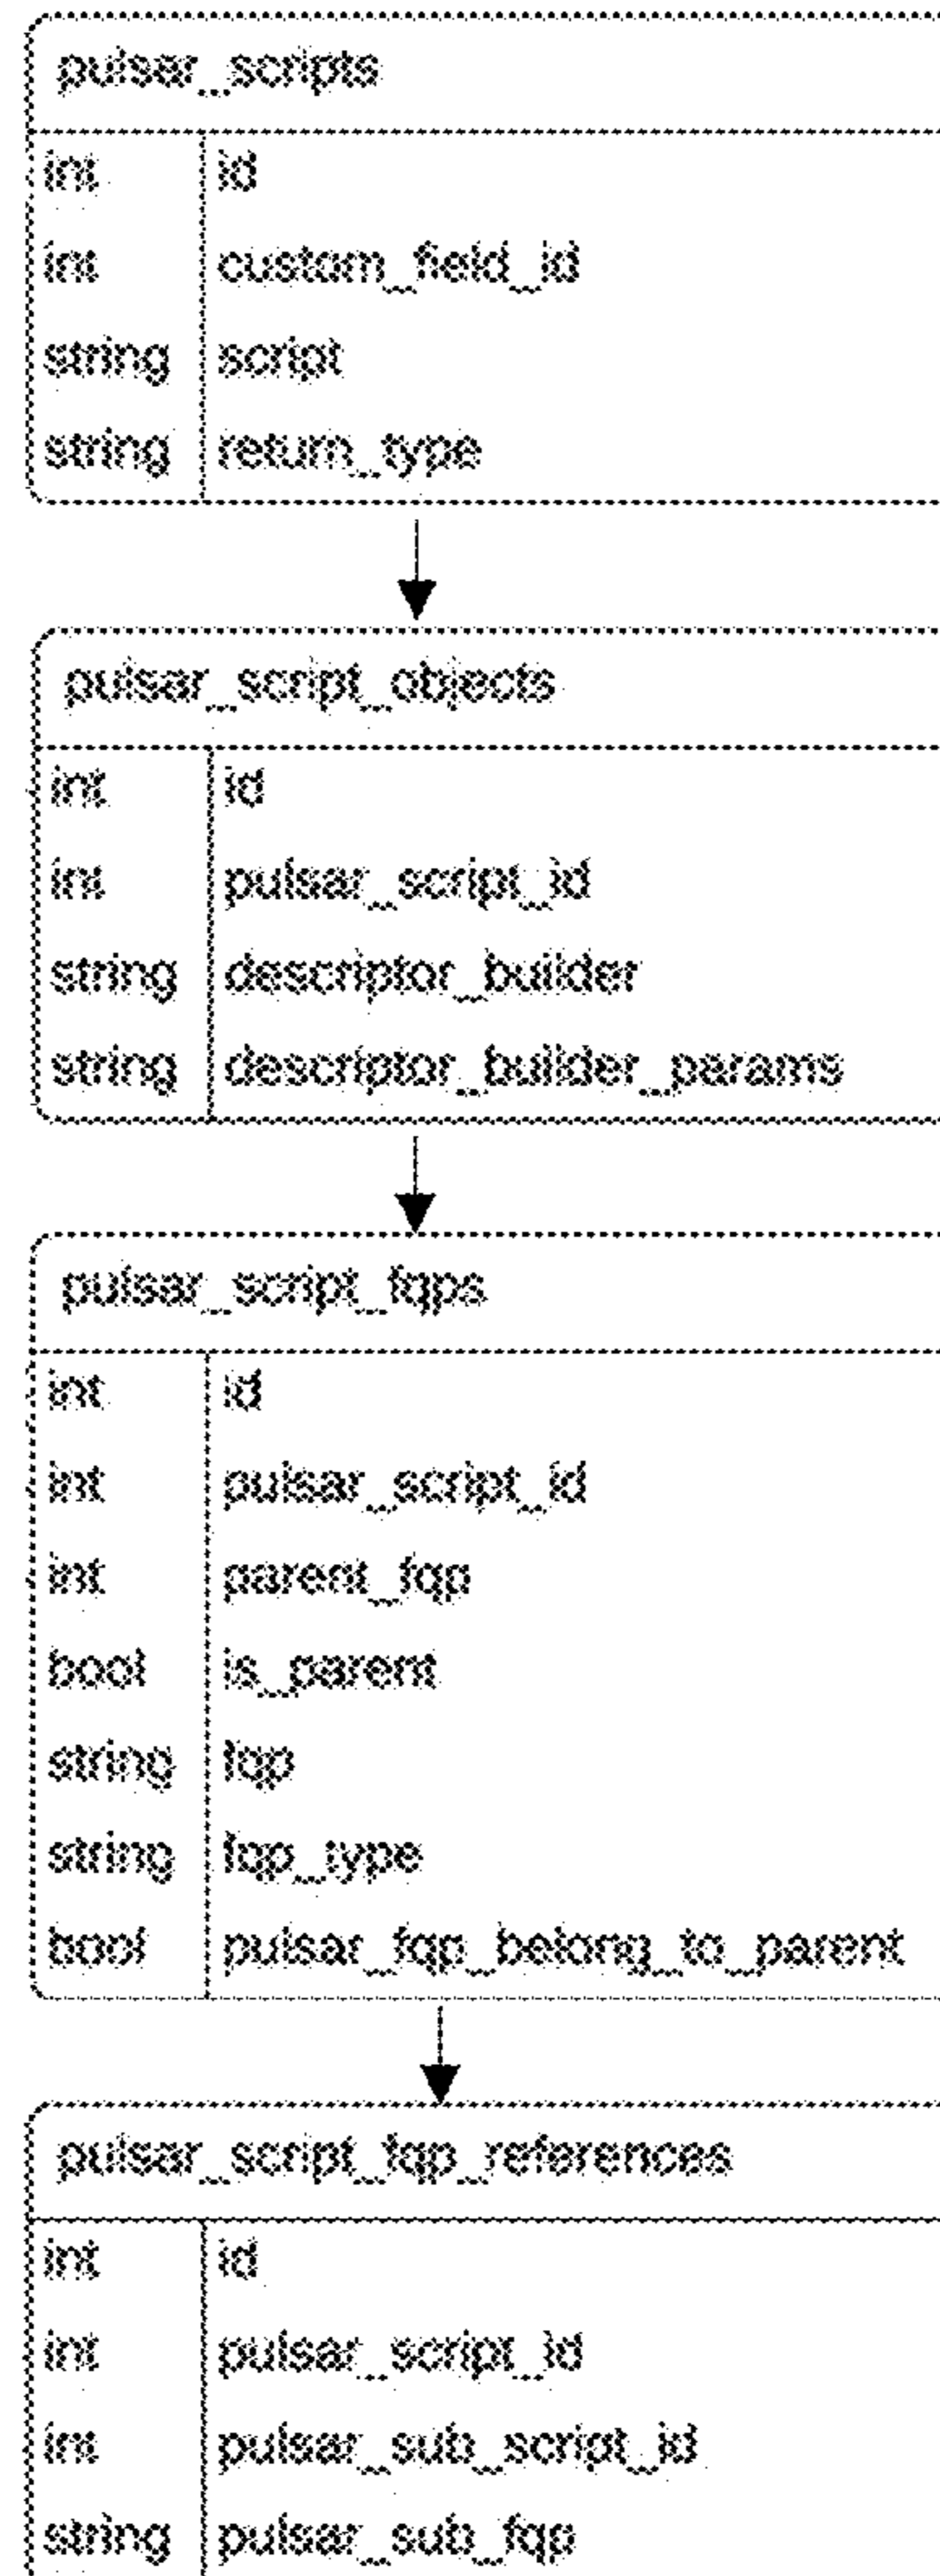 pulsar_scripts
int id
int custom_field_id
string script
string return_type
pulsar_script_objects
int id
int pulsar_script_id
string descriptor_builder
string descriptor_builder_params
pulsar_script_fqps
int id
int pulsar_script_id
int parent_fqp
bool is_parent
string fqp
string fqp_type
bool pulsar_fqp_belong_to_parent
pulsar_script_fqp_references
int id
int pulsar_script_id
int pulsar_sub_script_id
string pulsar_sub_fqp